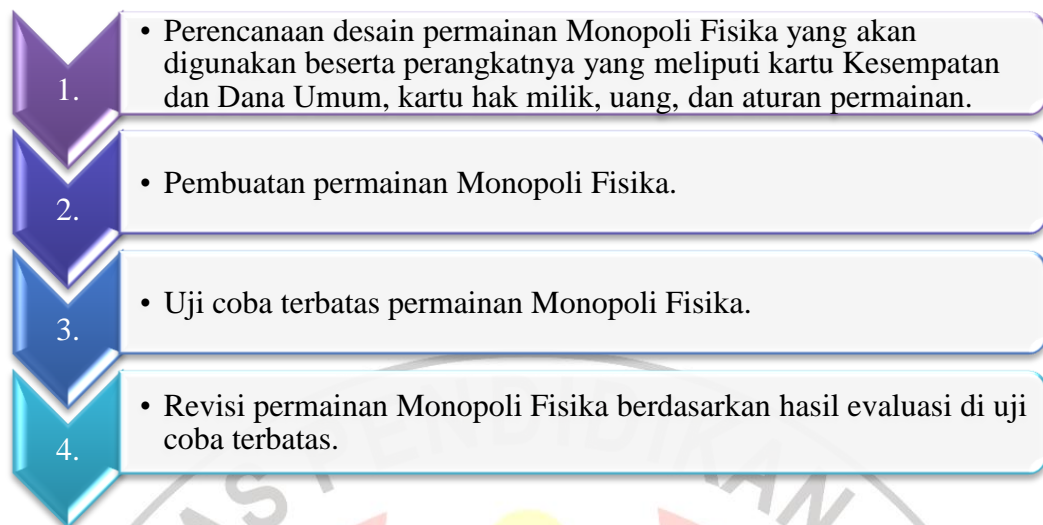 1.
• Perencanaan desain permainan Monopoli Fisika yang akan
digunakan beserta perangkatnya yang meliputi kartu Kesempatan
dan Dana Umum, kartu hak milik, uang, dan aturan permainan.
2.
• Pembuatan permainan Monopoli Fisika.
3.
• Uji coba terbatas permainan Monopoli Fisika.
4.
• Revisi permainan Monopoli Fisika berdasarkan hasil evaluasi di uji
coba terbatas.
AS PENDIDIKAN